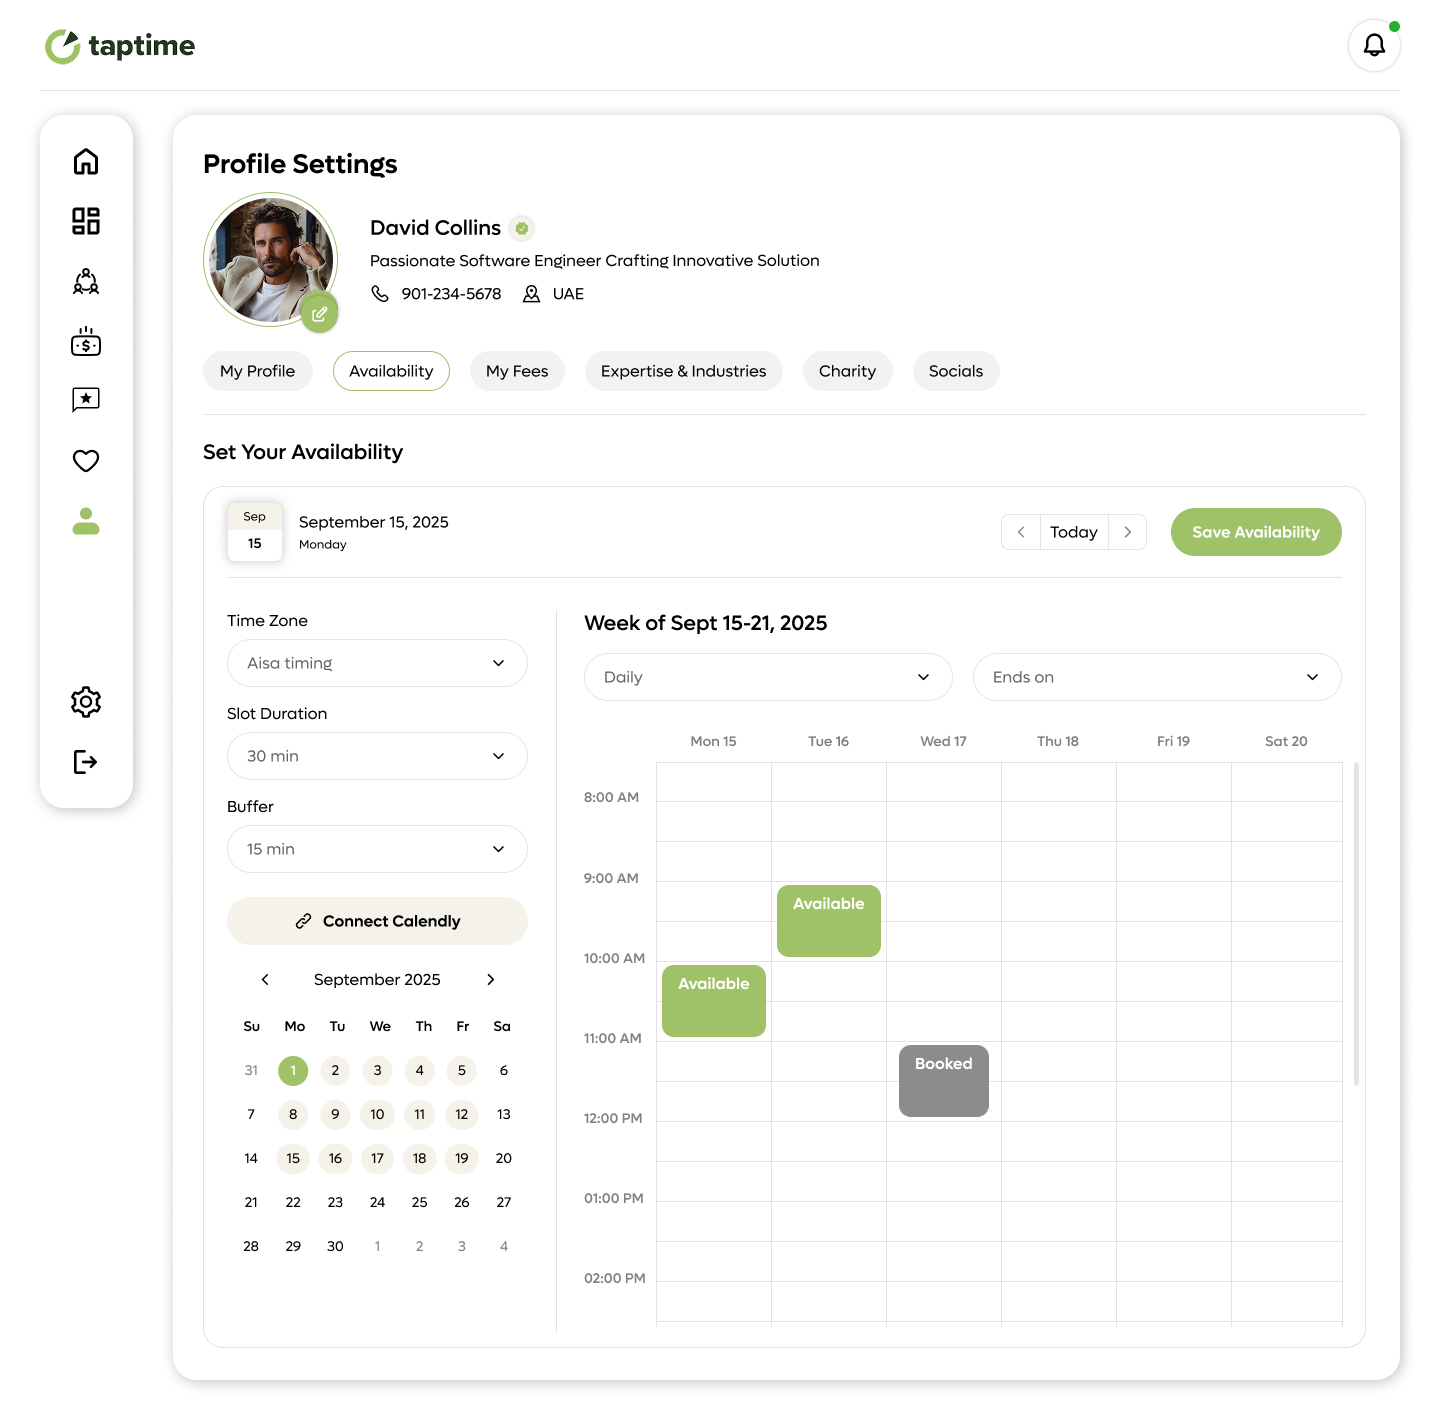 taptime
Profile Settings
David Collins
Passionate Software Engineer Crafting Innovative Solution
901-234-5678 UAE
My Profile Availability My Fees Expertise & Industries Charity Socials
Set Your Availability
Sep
15
September 15, 2025
Monday
Today
Save Availability
Time Zone
Aisa timing
Slot Duration
30 min
Buffer
15 min
Connect Calendly
September 2025
Su Mo Tu We Th Fr Sa
31 1 2 3 4 5 6
7 8 9 10 11 12 13
14 15 16 17 18 19 20
21 22 23 24 25 26 27
28 29 30 1 2 3 4
Week of Sept 15-21, 2025
Daily Ends on
Mon 15 Tue 16 Wed 17 Thu 18 Fri 19 Sat 20
8:00 AM
9:00 AM
Available
10:00 AM
Available
11:00 AM
Booked
12:00 PM
01:00 PM
02:00 PM